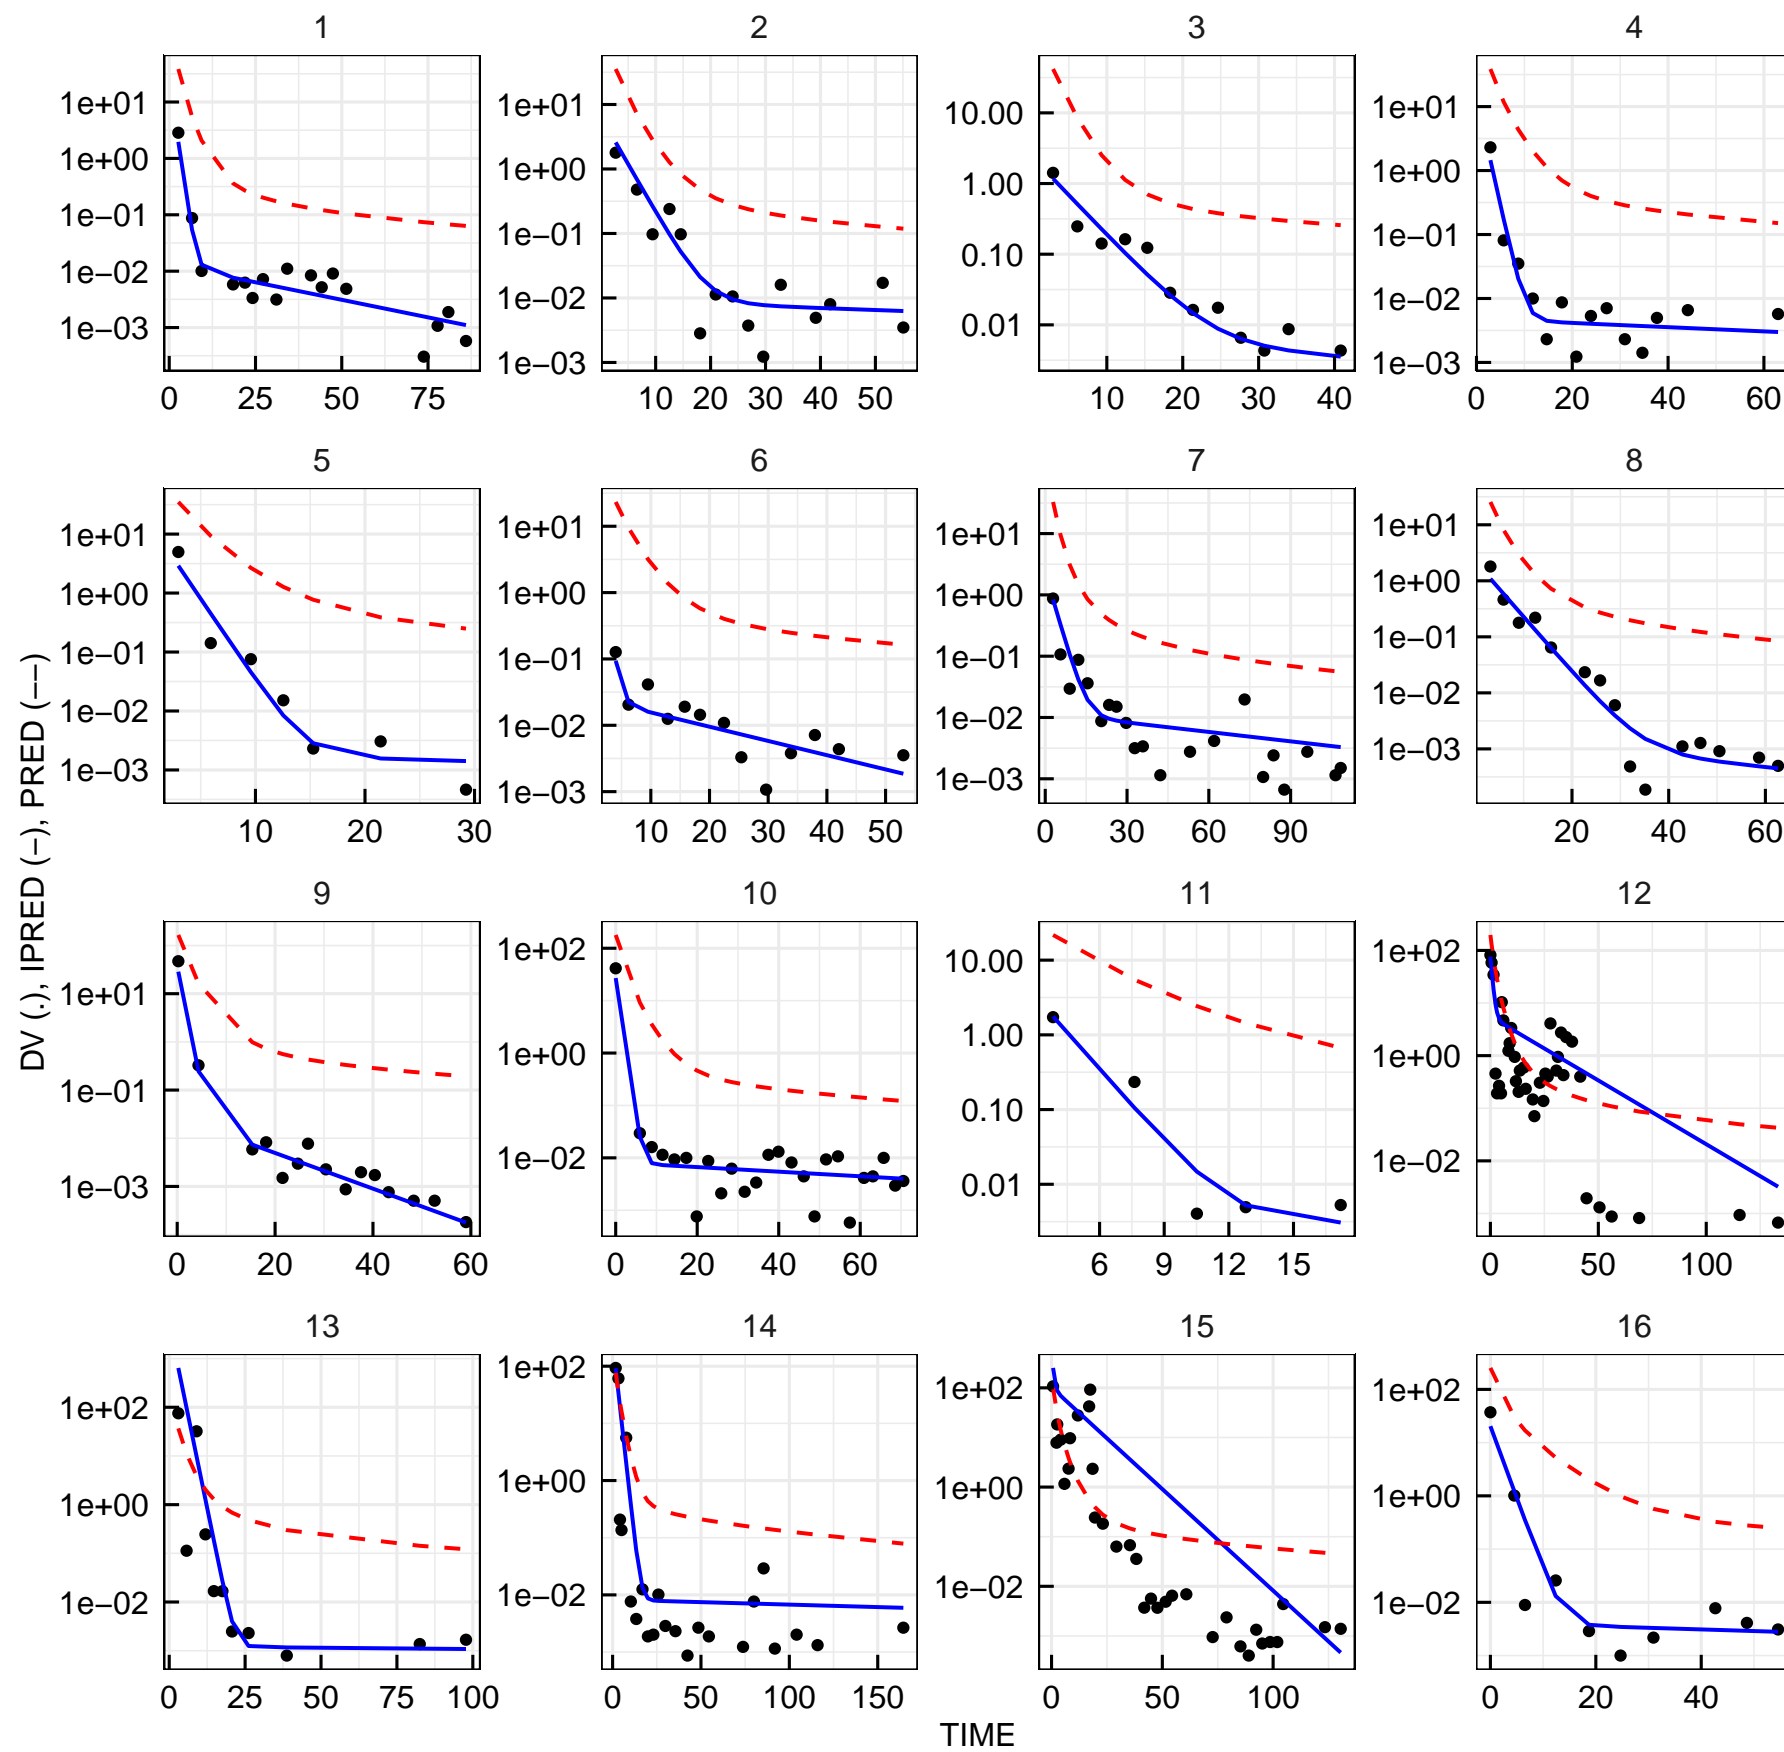 1 2 3 4
1e+01 1e+01 10.00 1e+01
1e+00 1e+00 1.00 1e+00
1e−01 1e−01 0.10 1e−01
1e−02 1e−02 0.01 1e−02
1e−03 1e−03 1e−03
0 25 50 75 10 20 30 40 50 10 20 30 40 0 20 40 60
5 6 7 8
1e+01 1e+01 1e+01 1e+01
1e+00 1e+00 1e+00 1e+00
1e−01 1e−01 1e−01 1e−01
1e−02 1e−02 1e−02 1e−02
1e−03 1e−03 1e−03 1e−03
10 20 30 10 20 30 40 50 0 30 60 90 20 40 60
DV (.), IPRED (−), PRED (−−)
9 10 11 12
1e+01 1e+02 10.00 1e+02
1e−01 1e+00 1.00 1e+00
1e−03 1e−02 0.10 1e−02
0.01
0 20 40 60 0 20 40 60 6 9 12 15 0 50 100
13 14 15 16
1e+02 1e+02 1e+02 1e+02
1e+00 1e+00 1e+00 1e+00
1e−02 1e−02 1e−02 1e−02
0 25 50 75 100 0 50 100 150 0 50 100 0 20 40
TIME